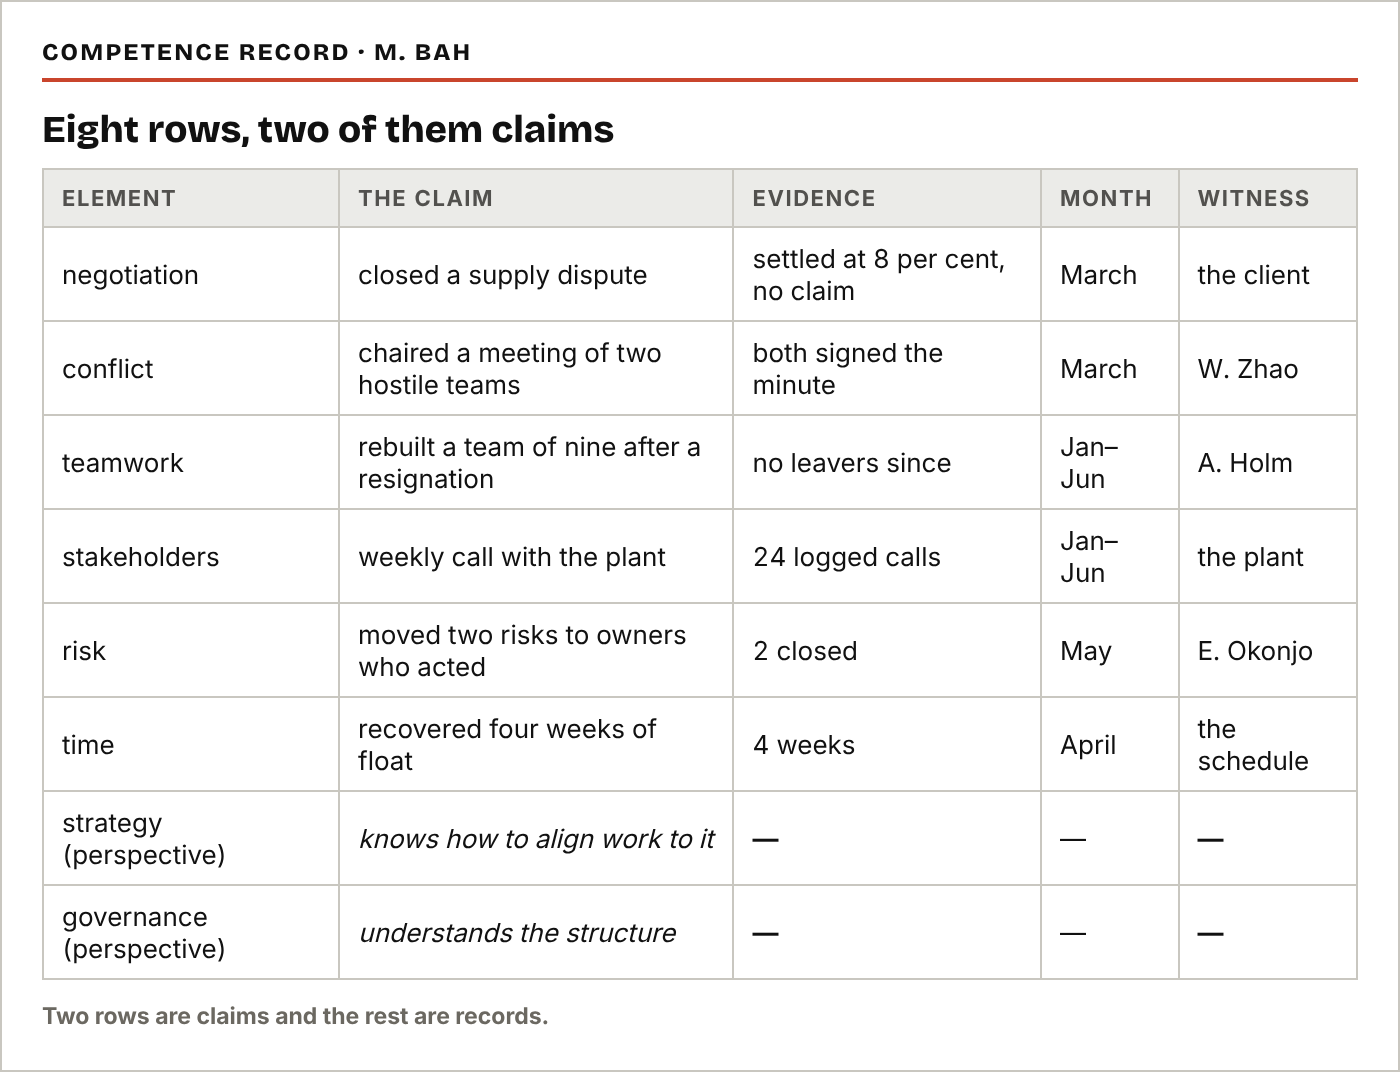 COMPETENCE RECORD · M. BAH
Eight rows, two of them claims
ELEMENT THE CLAIM EVIDENCE MONTH WITNESS
negotiation closed a supply dispute settled at 8 per cent, no claim March the client
conflict chaired a meeting of two hostile teams both signed the minute March W. Zhao
teamwork rebuilt a team of nine after a resignation no leavers since Jan–Jun A. Holm
stakeholders weekly call with the plant 24 logged calls Jan–Jun the plant
risk moved two risks to owners who acted 2 closed May E. Okonjo
time recovered four weeks of float 4 weeks April the schedule
strategy (perspective) knows how to align work to it — — —
governance (perspective) understands the structure — — —
Two rows are claims and the rest are records.